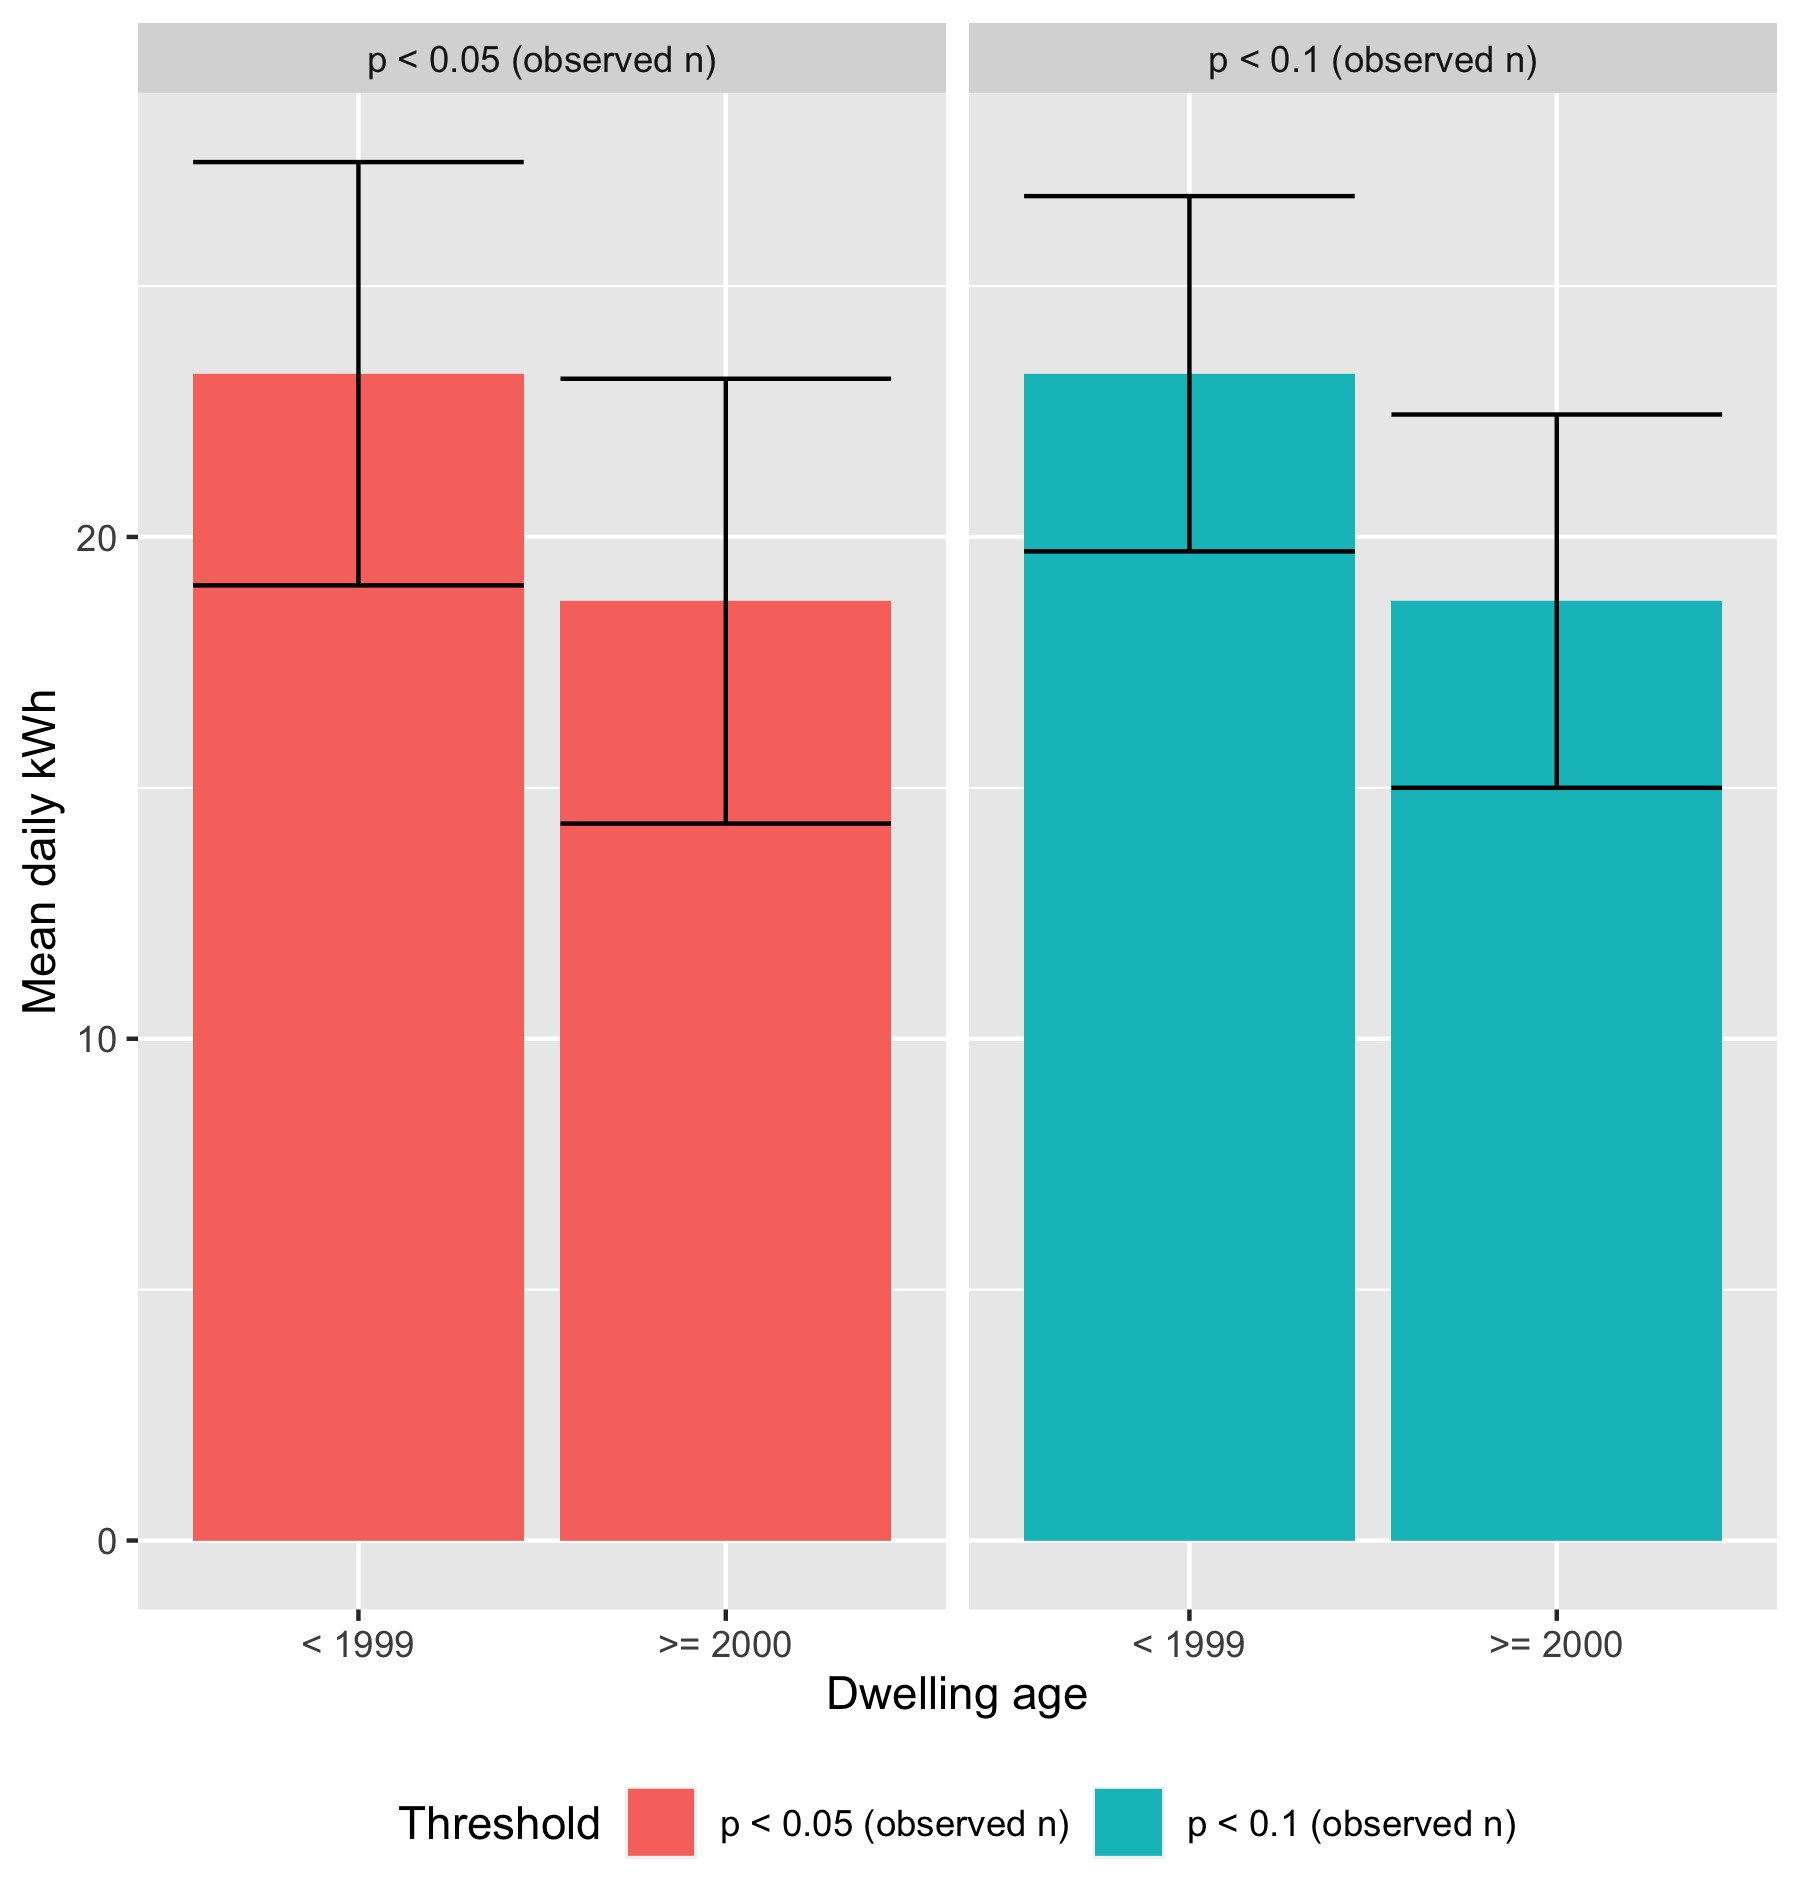 p < 0.05 (observed n)
p < 0.1 (observed n)
Mean daily kWh
20
10
0
< 1999
>= 2000
< 1999
>= 2000
Dwelling age
Threshold
p < 0.05 (observed n)
p < 0.1 (observed n)